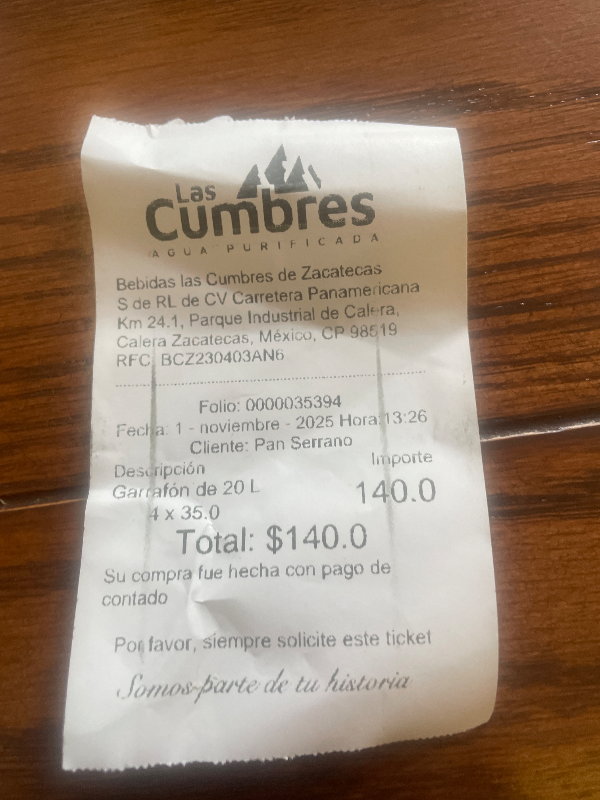 Las
Cumbres
AGUA PURIFICADA
Bebidas las Cumbres de Zacatecas
S de RL de CV Carretera Panamericana
Km 24.1, Parque Industrial de Calera,
Calera Zacatecas, México, CP 98519
RFC BCZ230403AN6
Folio: 0000035394
Fecha: 1 - noviembre - 2025 Hora:13:26
Cliente: Pan Serrano
Descripción Importe
Garrafón de 20 L 140.0
4 x 35.0
Total: $140.0
Su compra fue hecha con pago de
contado
Por favor, siempre solicite este ticket
Somos parte de tu historia